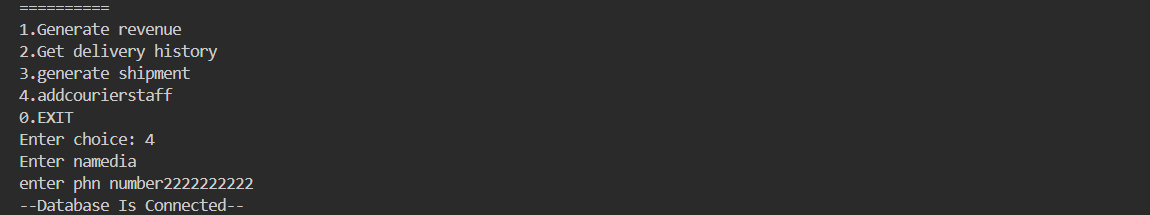 ==========
1.Generate revenue
2.Get delivery history
3.generate shipment
4.addcourierstaff
0.EXIT
Enter choice: 4
Enter namedia
enter phn number2222222222
--Database Is Connected--